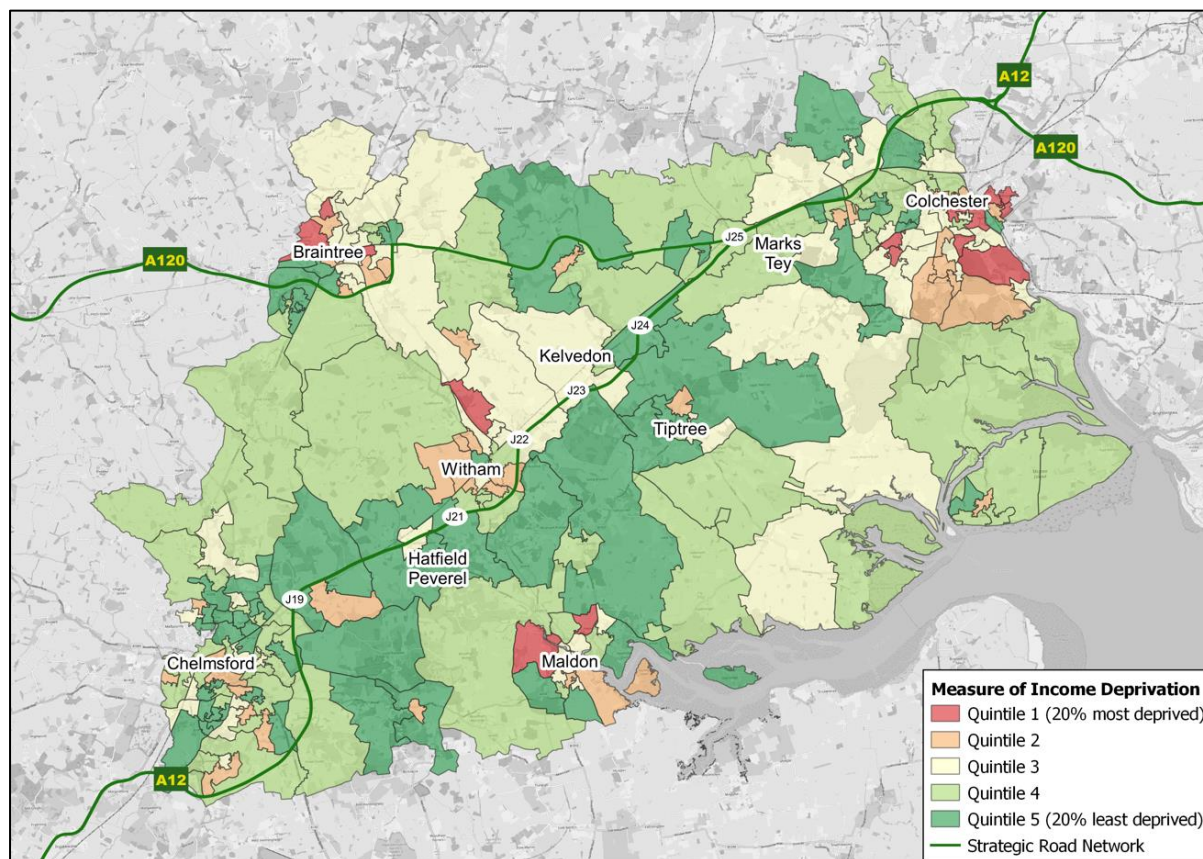 A12
A120
Colchester
Braintree
J25
Marks
Tey
A120
J24
Kelvedon
J23
Tiptree
J22
Witham
J21
Hatfield
Peverel
J19
Chelmsford
Maldon
A12
Measure of Income Deprivation
Quintile 1 (20% most deprived)
Quintile 2
Quintile 3
Quintile 4
Quintile 5 (20% least deprived)
Strategic Road Network